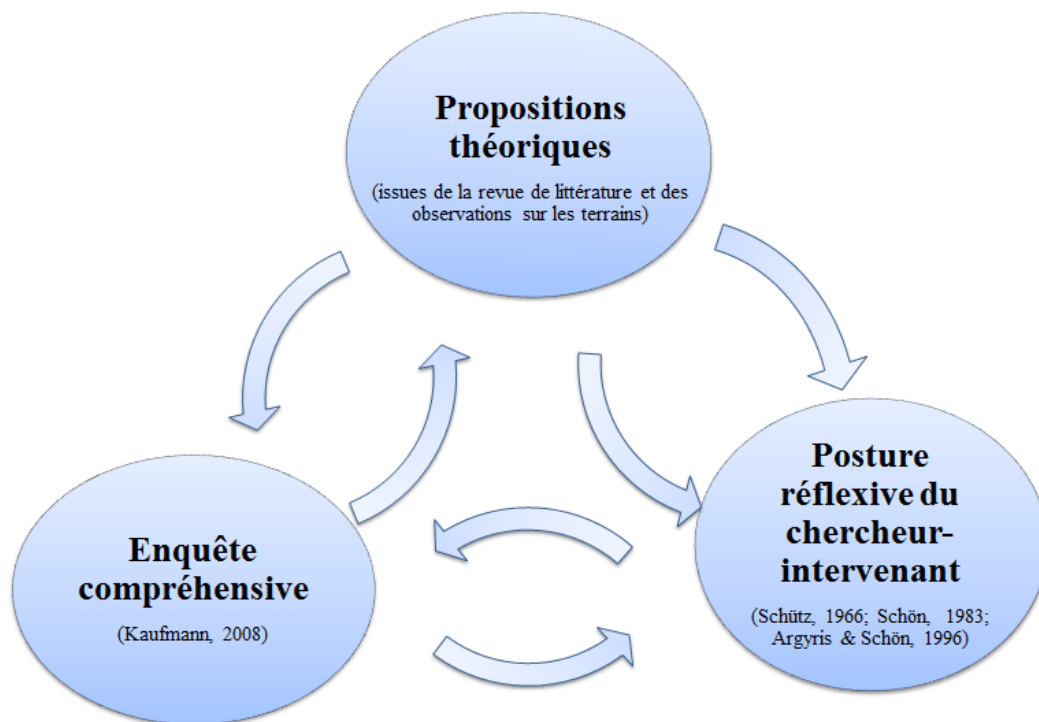 Propositions
théoriques
(issues de la revue de littérature et des
observations sur les terrains)
Enquête
compréhensive
(Kaufmann, 2008)
Posture
réflexive du
chercheur-
intervenant
(Schütz, 1966; Schön, 1983;
Argyris & Schön, 1996)